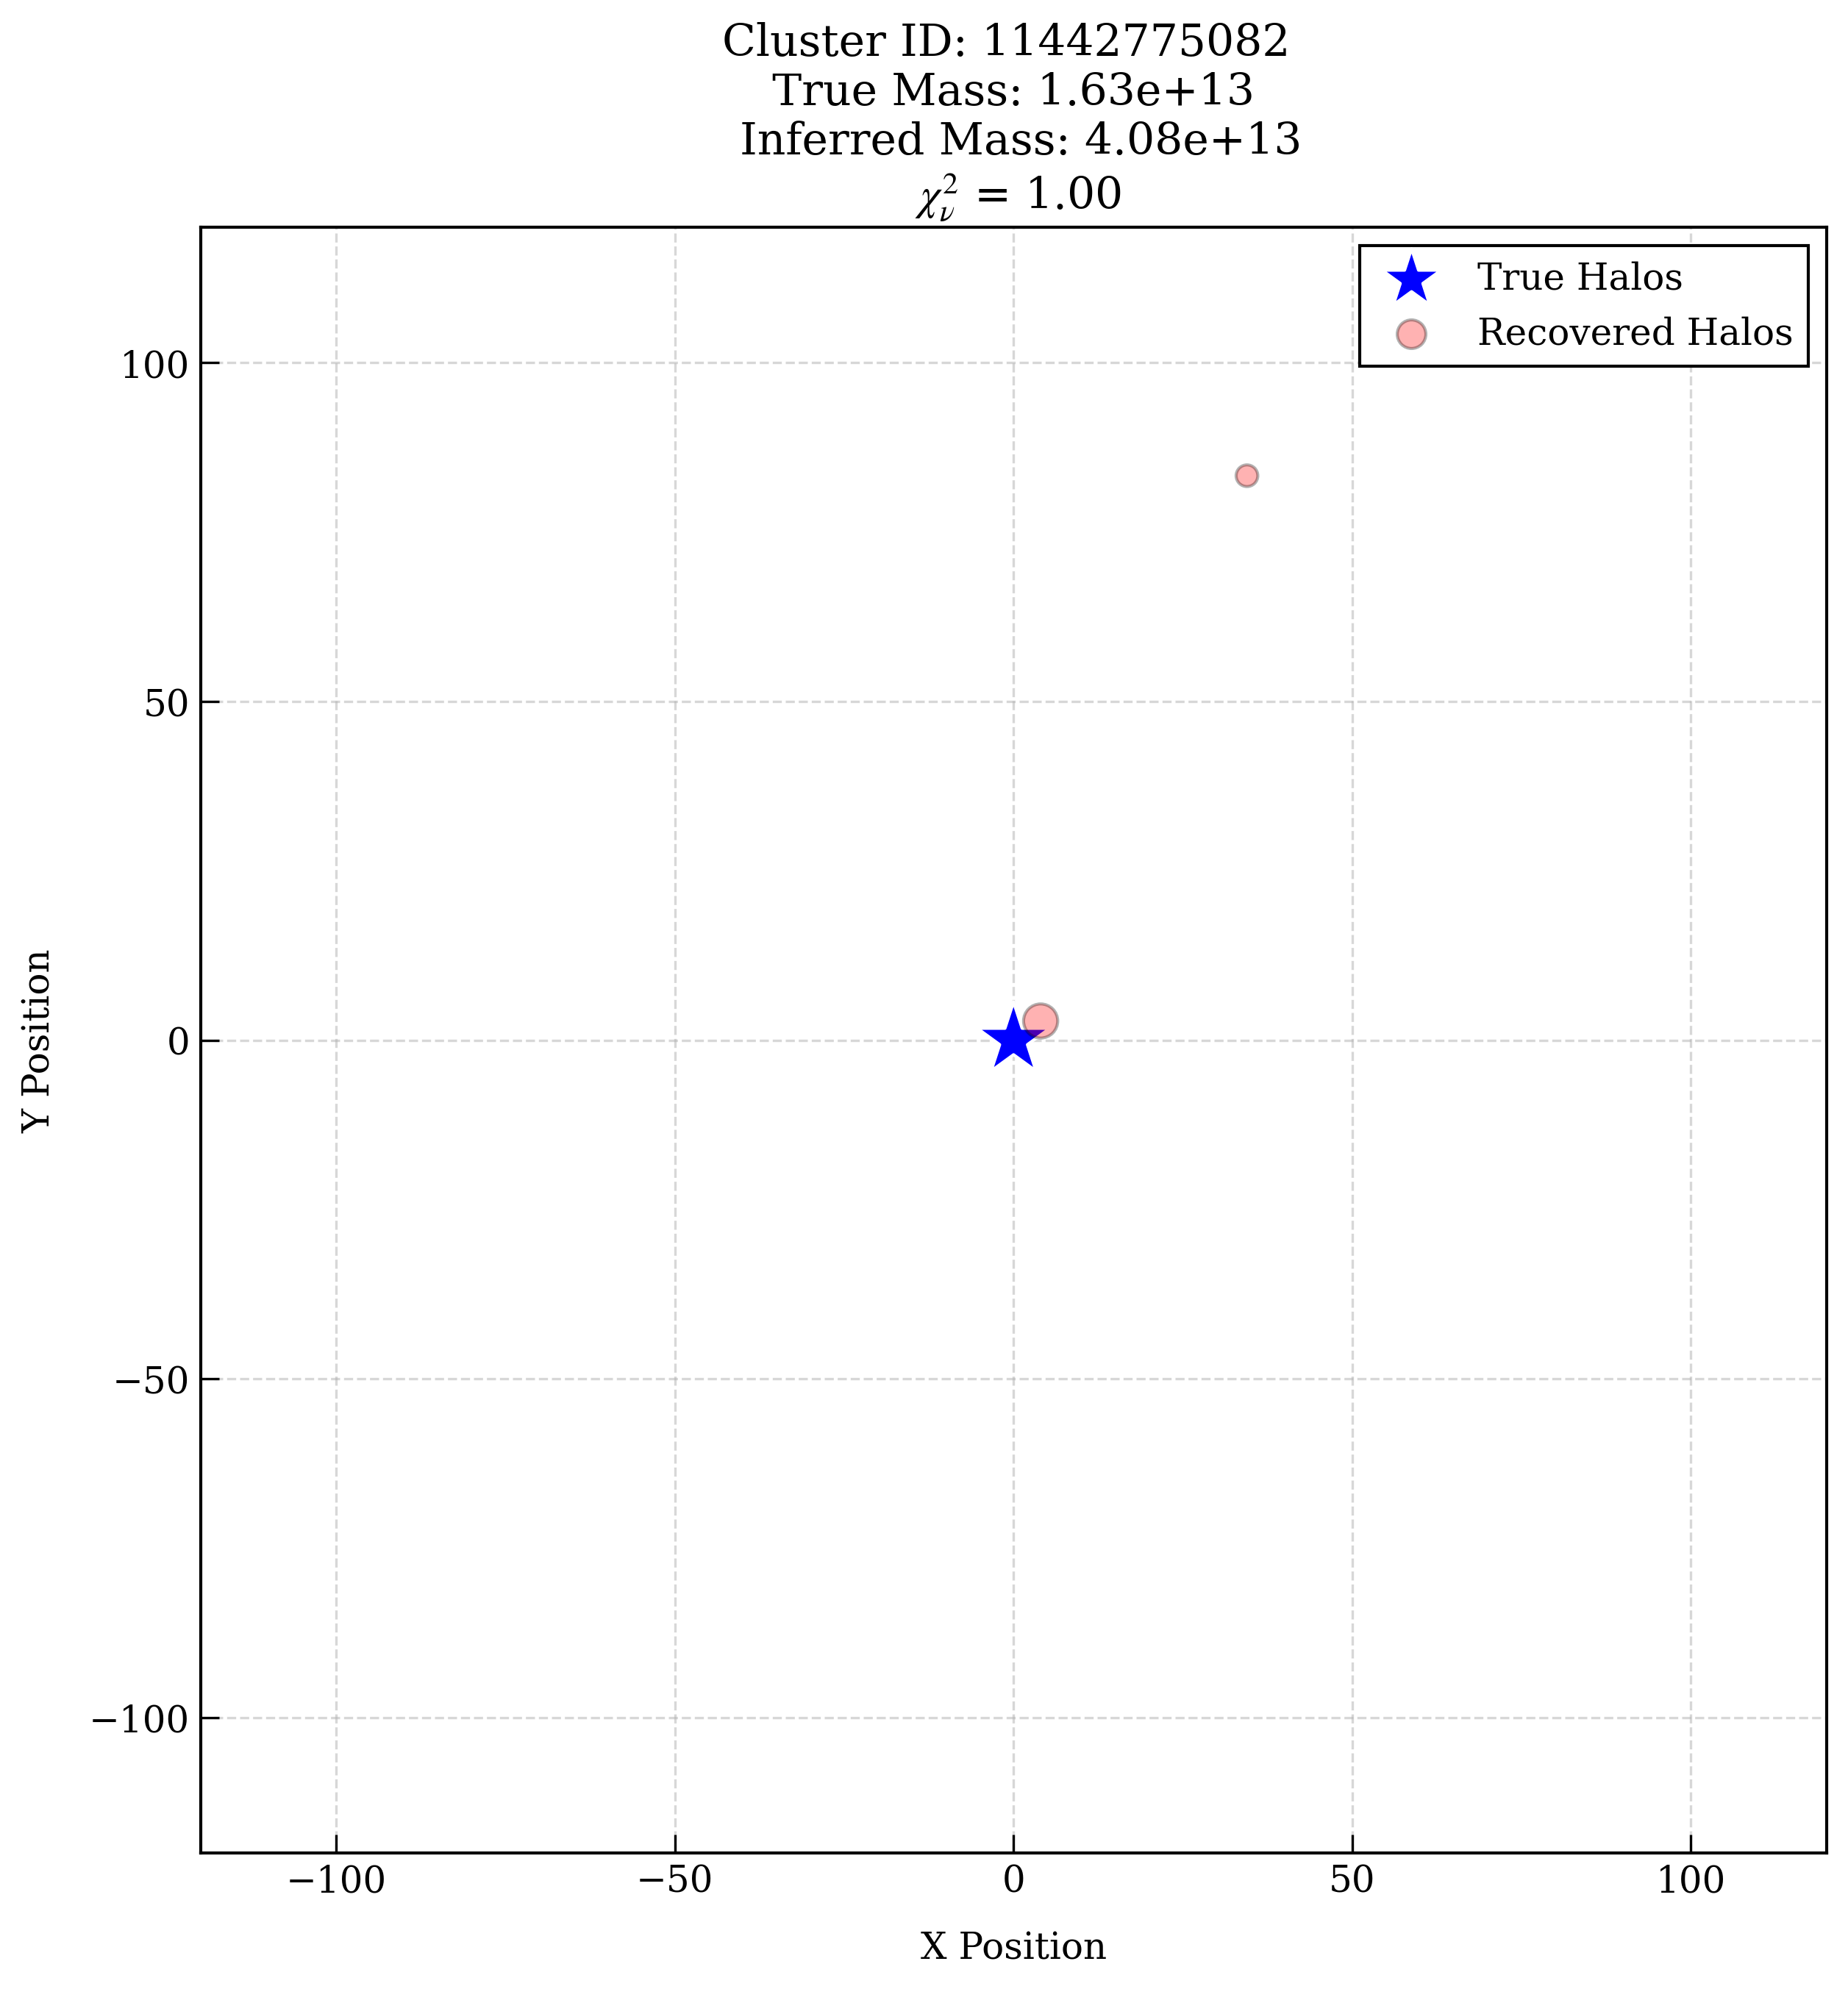 Cluster ID: 11442775082
True Mass: 1.63e+13
Inferred Mass: 4.08e+13
χ²ᵥ = 1.00
True Halos
Recovered Halos
100
50
0
−50
−100
Y Position
−100
−50
0
50
100
X Position